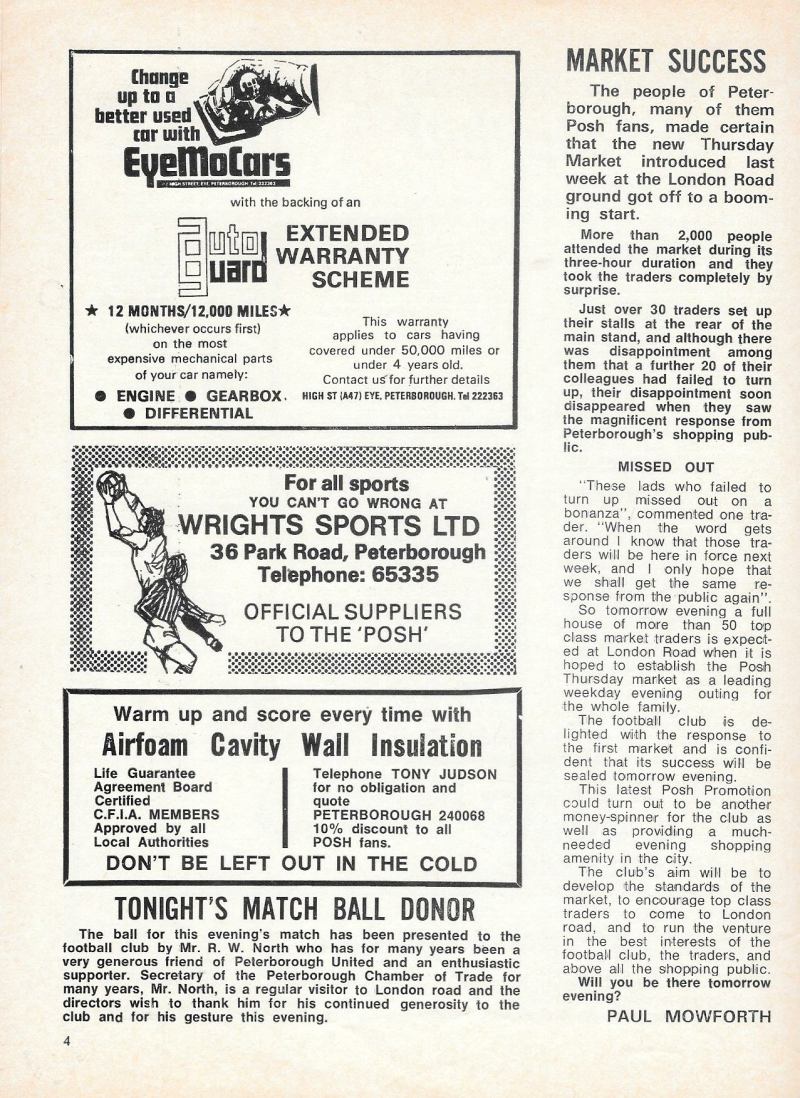 Change
up to a
better used
car with
EyeMoCars
HIGH STREET, EYE, PETERBOROUGH Tel 222363
with the backing of an
auto
guard
EXTENDED
WARRANTY
SCHEME
★ 12 MONTHS/12,000 MILES★
(whichever occurs first)
on the most
expensive mechanical parts
of your car namely:
● ENGINE ● GEARBOX.
● DIFFERENTIAL
This warranty
applies to cars having
covered under 50,000 miles or
under 4 years old.
Contact us for further details
HIGH ST (A47) EYE, PETERBOROUGH. Tel 222363
For all sports
YOU CAN'T GO WRONG AT
WRIGHTS SPORTS LTD
36 Park Road, Peterborough
Telephone: 65335
OFFICIAL SUPPLIERS
TO THE 'POSH'
Warm up and score every time with
Airfoam Cavity Wall Insulation
Life Guarantee
Agreement Board
Certified
C.F.I.A. MEMBERS
Approved by all
Local Authorities
Telephone TONY JUDSON
for no obligation and
quote
PETERBOROUGH 240068
10% discount to all
POSH fans.
DON'T BE LEFT OUT IN THE COLD
TONIGHT'S MATCH BALL DONOR
The ball for this evening's match has been presented to the
football club by Mr. R. W. North who has for many years been a
very generous friend of Peterborough United and an enthusiastic
supporter. Secretary of the Peterborough Chamber of Trade for
many years, Mr. North, is a regular visitor to London road and the
directors wish to thank him for his continued generosity to the
club and for his gesture this evening.
4
MARKET SUCCESS
The people of Peter-
borough, many of them
Posh fans, made certain
that the new Thursday
Market introduced last
week at the London Road
ground got off to a boom-
ing start.
More than 2,000 people
attended the market during its
three-hour duration and they
took the traders completely by
surprise.
Just over 30 traders set up
their stalls at the rear of the
main stand, and although there
was disappointment among
them that a further 20 of their
colleagues had failed to turn
up, their disappointment soon
disappeared when they saw
the magnificent response from
Peterborough's shopping pub-
lic.
MISSED OUT
"These lads who failed to
turn up missed out on a
bonanza", commented one tra-
der. "When the word gets
around I know that those tra-
ders will be here in force next
week, and I only hope that
we shall get the same re-
sponse from the public again".
So tomorrow evening a full
house of more than 50 top
class market traders is expect-
ed at London Road when it is
hoped to establish the Posh
Thursday market as a leading
weekday evening outing for
the whole family.
The football club is de-
lighted with the response to
the first market and is confi-
dent that its success will be
sealed tomorrow evening.
This latest Posh Promotion
could turn out to be another
money-spinner for the club as
well as providing a much-
needed evening shopping
amenity in the city.
The club's aim will be to
develop the standards of the
market, to encourage top class
traders to come to London
road, and to run the venture
in the best interests of the
football club, the traders, and
above all the shopping public.
Will you be there tomorrow
evening?
PAUL MOWFORTH